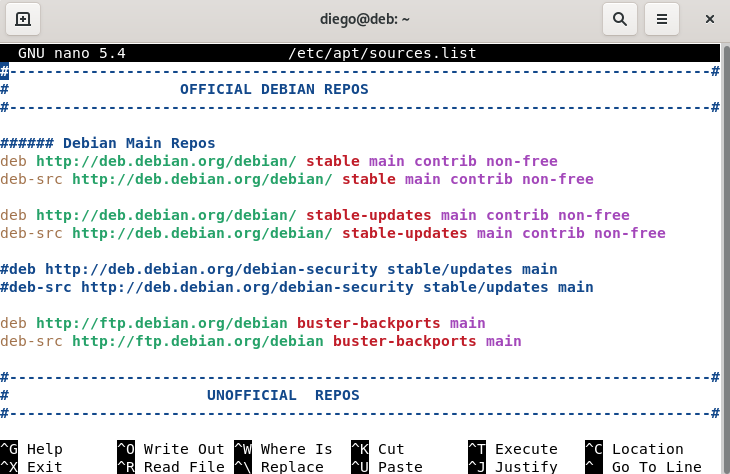 diego@deb: ~
GNU nano 5.4 /etc/apt/sources.list
#------------------------------------------------------------------------------#
# OFFICIAL DEBIAN REPOS
#------------------------------------------------------------------------------#
###### Debian Main Repos
deb http://deb.debian.org/debian/ stable main contrib non-free
deb-src http://deb.debian.org/debian/ stable main contrib non-free
deb http://deb.debian.org/debian/ stable-updates main contrib non-free
deb-src http://deb.debian.org/debian/ stable-updates main contrib non-free
#deb http://deb.debian.org/debian-security stable/updates main
#deb-src http://deb.debian.org/debian-security stable/updates main
deb http://ftp.debian.org/debian buster-backports main
deb-src http://ftp.debian.org/debian buster-backports main
#------------------------------------------------------------------------------#
# UNOFFICIAL REPOS
#------------------------------------------------------------------------------#
^G Help ^O Write Out ^W Where Is ^K Cut ^T Execute ^C Location
^X Exit ^R Read File ^\ Replace ^U Paste ^J Justify ^ Go To Line